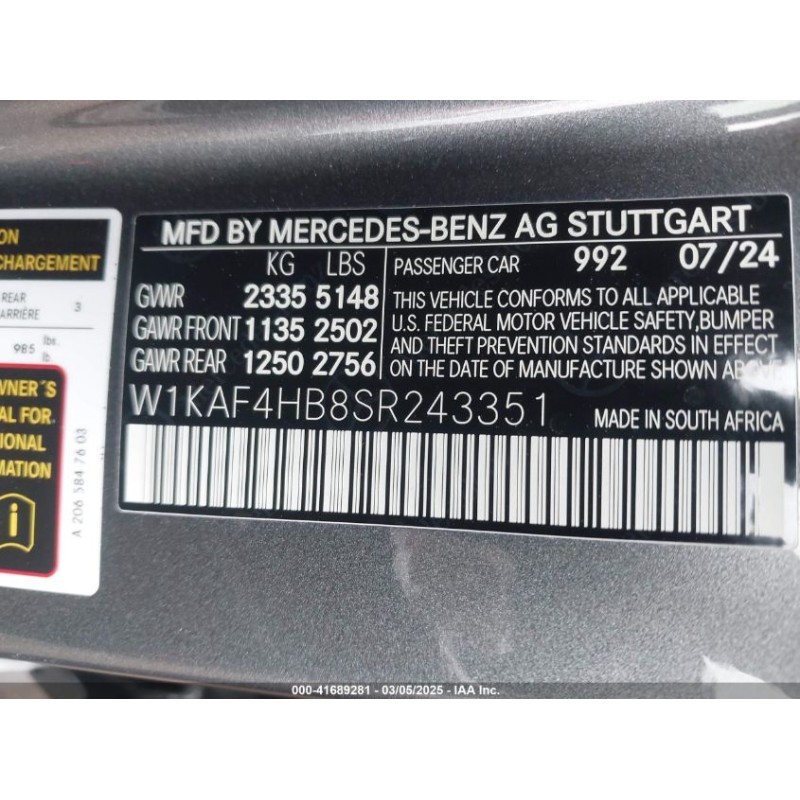 ON
CHARGEMENT
REAR
ARRIÈRE 3
985 lbs.
lb.
WNER´S
AL FOR
IONAL
MATION
i
A 206 584 76 03
MFD BY MERCEDES-BENZ AG STUTTGART
KG LBS
GVWR 2335 5148
GAWR FRONT 1135 2502
GAWR REAR 1250 2756
PASSENGER CAR 992 07/24
THIS VEHICLE CONFORMS TO ALL APPLICABLE
U.S. FEDERAL MOTOR VEHICLE SAFETY,BUMPER
AND THEFT PREVENTION STANDARDS IN EFFECT
ON THE DATE OF MANUFACTURE SHOWN ABOVE
W1KAF4HB8SR243351
MADE IN SOUTH AFRICA
000-41689281 - 03/05/2025 - IAA Inc.